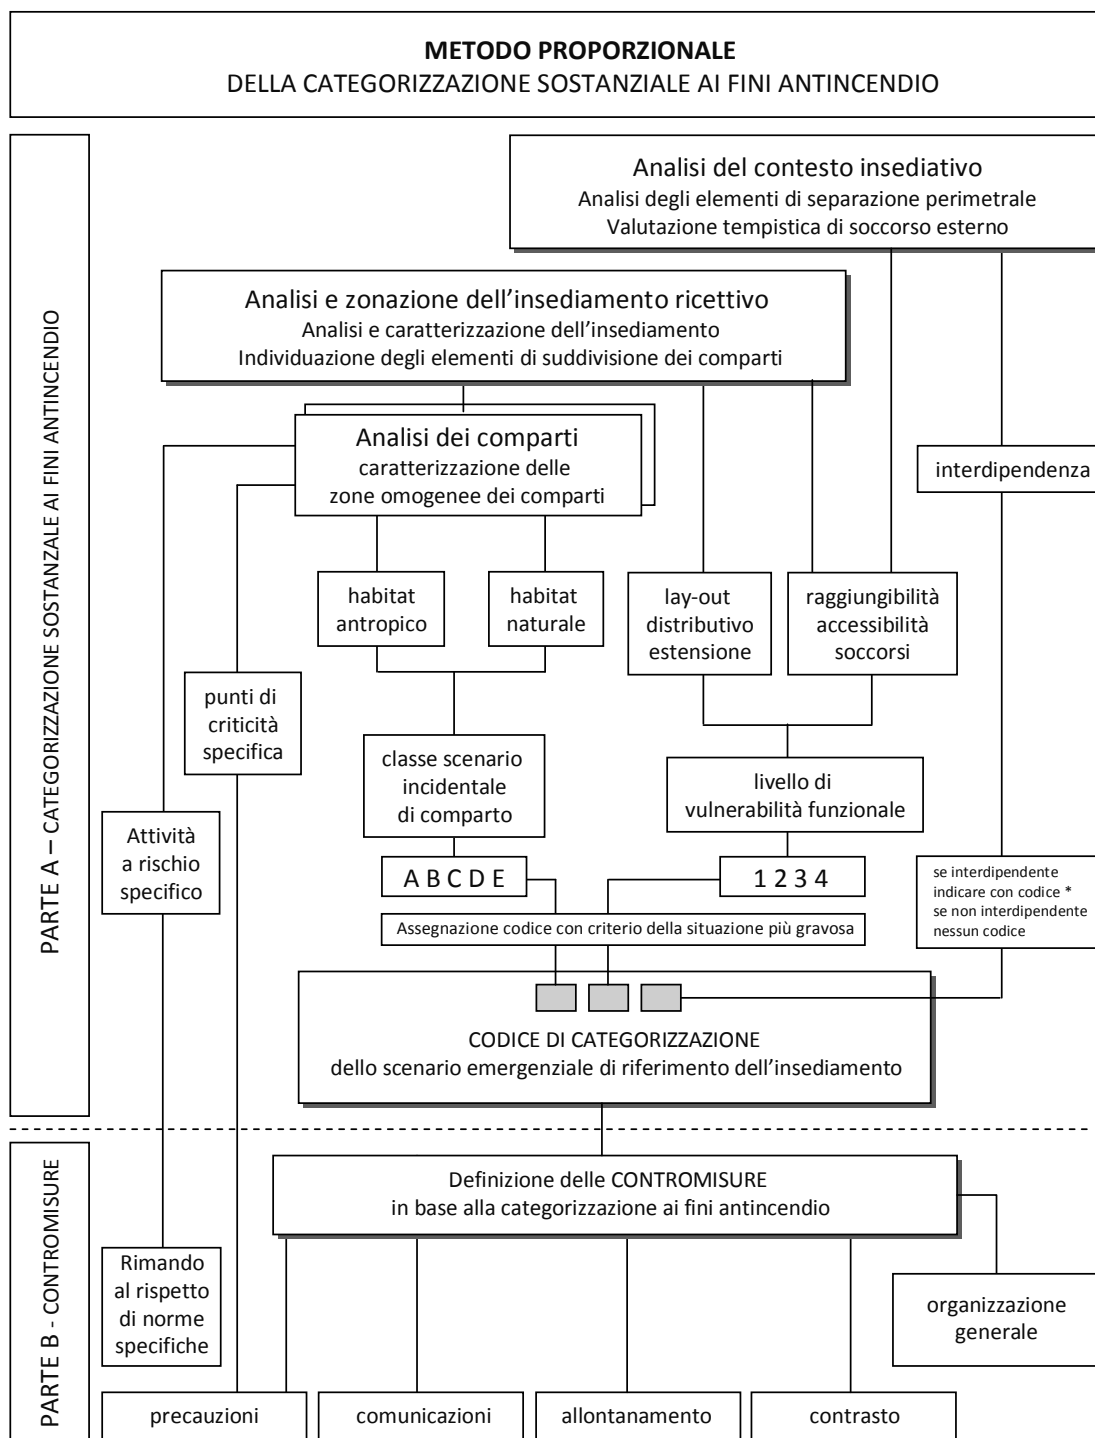 METODO PROPORZIONALE
DELLA CATEGORIZZAZIONE SOSTANZIALE AI FINI ANTINCENDIO
PARTE A – CATEGORIZZAZIONE SOSTANZALE AI FINI ANTINCENDIO
Analisi del contesto insediativo
Analisi degli elementi di separazione perimetrale
Valutazione tempistica di soccorso esterno
Analisi e zonazione dell’insediamento ricettivo
Analisi e caratterizzazione dell’insediamento
Individuazione degli elementi di suddivisione dei comparti
Analisi dei comparti
caratterizzazione delle
zone omogenee dei comparti
interdipendenza
habitat
antropico
habitat
naturale
lay-out
distributivo
estensione
raggiungibilità
accessibilità
soccorsi
punti di
criticità
specifica
classe scenario
incidentale
di comparto
livello di
vulnerabilità funzionale
Attività
a rischio
specifico
A B C D E
1 2 3 4
se interdipendente
indicare con codice *
se non interdipendente
nessun codice
Assegnazione codice con criterio della situazione più gravosa
CODICE DI CATEGORIZZAZIONE
dello scenario emergenziale di riferimento dell’insediamento
PARTE B - CONTROMISURE
Definizione delle CONTROMISURE
in base alla categorizzazione ai fini antincendio
Rimando
al rispetto
di norme
specifiche
organizzazione
generale
precauzioni
comunicazioni
allontanamento
contrasto